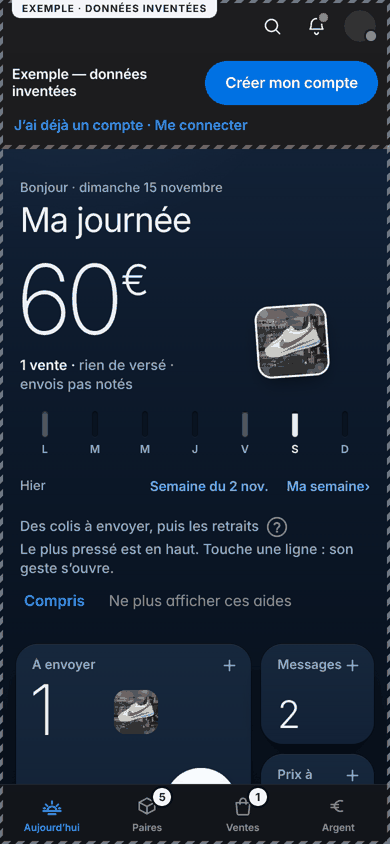 EXEMPLE · DONNÉES INVENTÉES
Exemple — données
inventées
Créer mon compte
J'ai déjà un compte · Me connecter
Bonjour · dimanche 15 novembre
Ma journée
60€
1 vente · rien de versé ·
envois pas notés
L M M J V S D
Hier
Semaine du 2 nov.
Ma semaine›
Des colis à envoyer, puis les retraits ?
Le plus pressé est en haut. Touche une ligne : son
geste s'ouvre.
Compris
Ne plus afficher ces aides
A envoyer +
Messages +
1
2
Prix à +
5
1
Aujourd'hui
Paires
Ventes
Argent